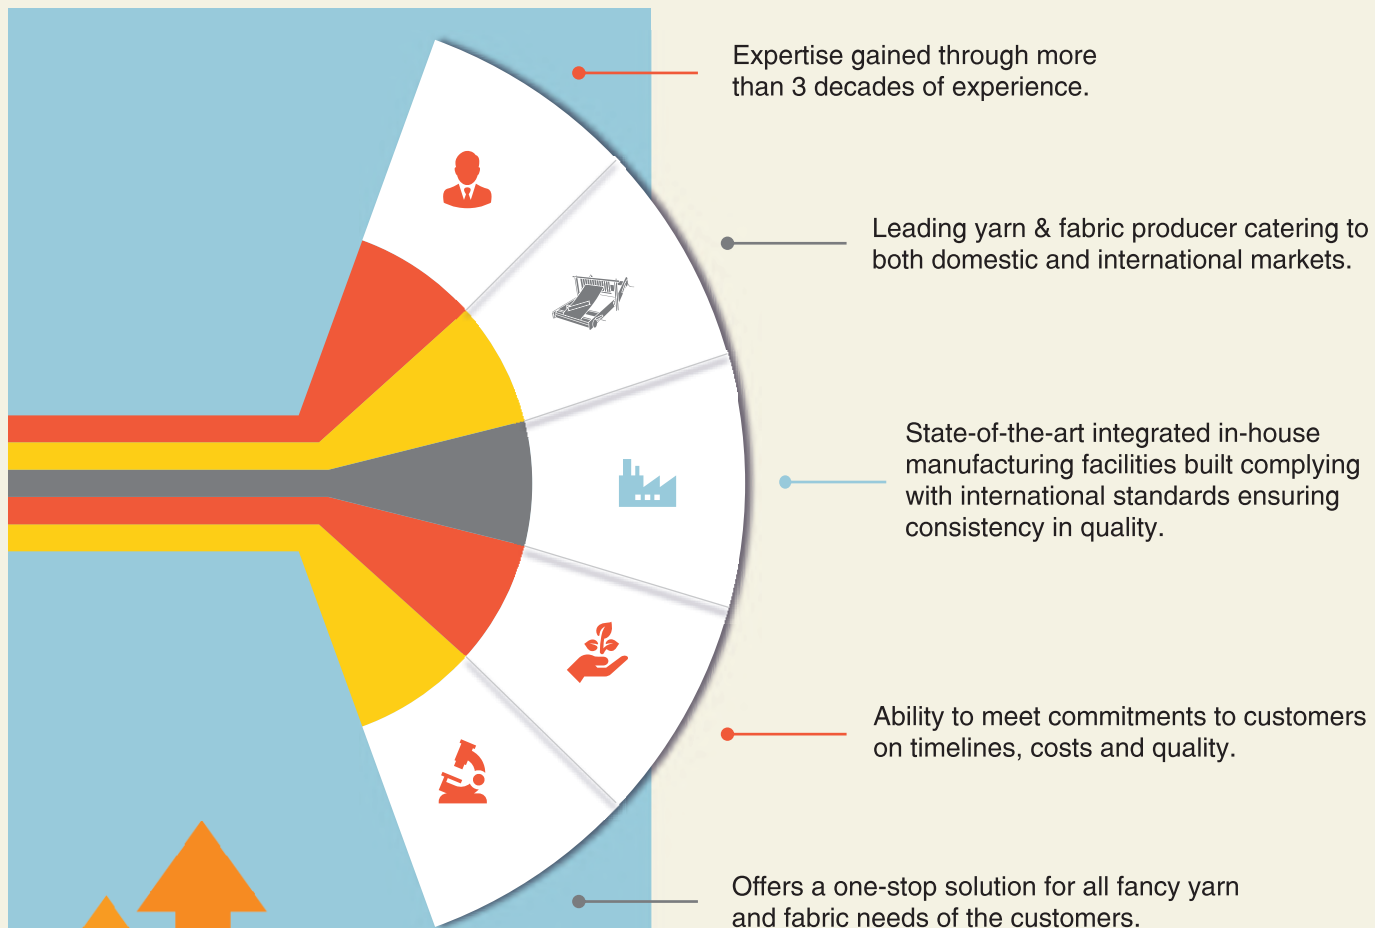 Expertise gained through more
than 3 decades of experience.
Leading yarn & fabric producer catering to
both domestic and international markets.
State-of-the-art integrated in-house
manufacturing facilities built complying
with international standards ensuring
consistency in quality.
Ability to meet commitments to customers
on timelines, costs and quality.
Offers a one-stop solution for all fancy yarn
and fabric needs of the customers.